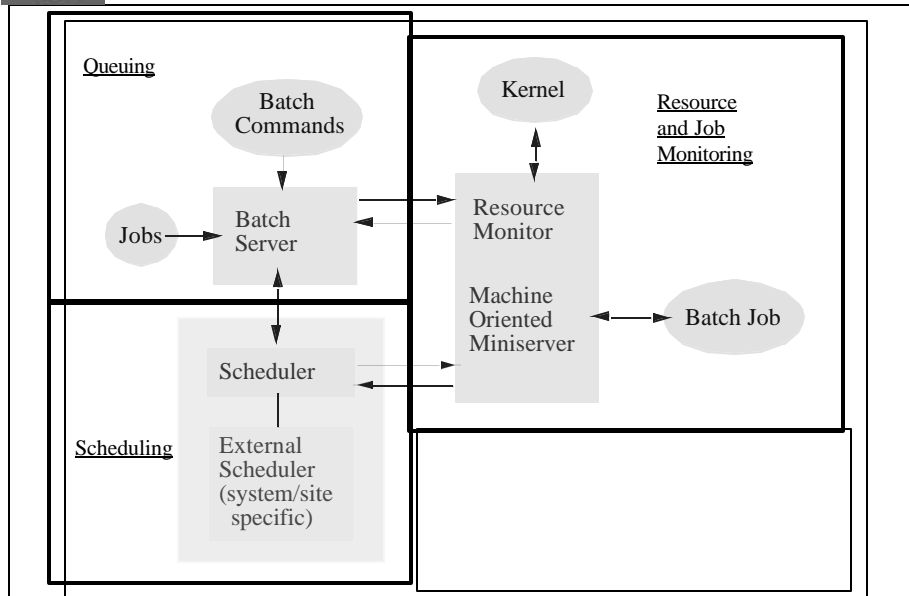 Queuing
Batch
Commands
Jobs
Batch
Server
Kernel
Resource
and Job
Monitoring
Resource
Monitor
Machine
Oriented
Miniserver
Batch Job
Scheduling
Scheduler
External
Scheduler
(system/site
specific)